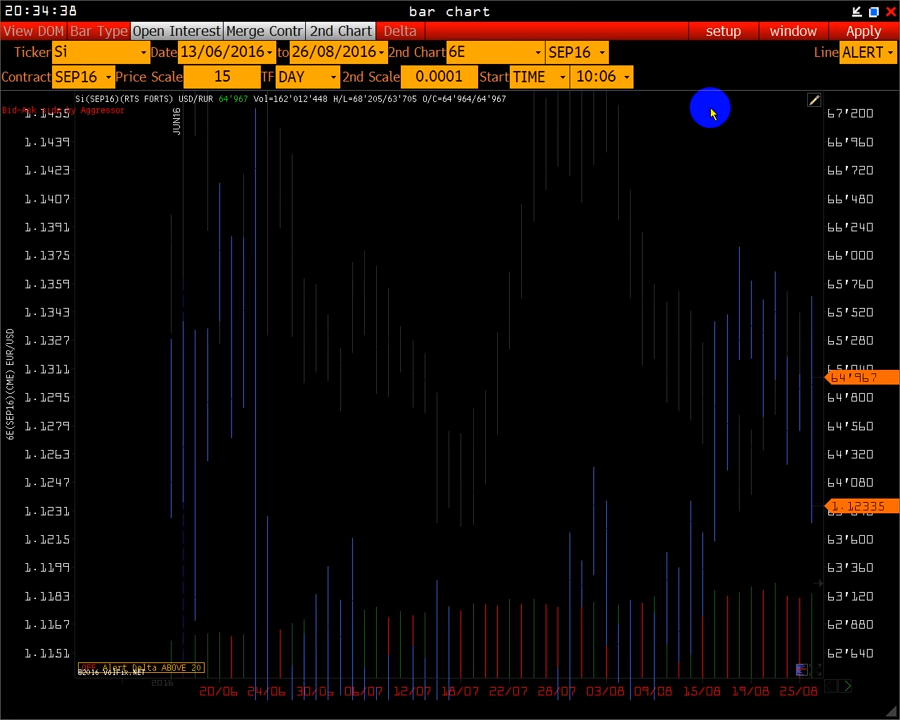 20:34:38 bar chart
View DOM Bar Type Open Interest Merge Contr 2nd Chart Delta setup window Apply
Ticker Si Date 13/06/2016 to 26/08/2016 2nd Chart 6E SEP16 Line ALERT
Contract SEP16 Price Scale 15 TF DAY 2nd Scale 0.0001 Start TIME 10:06
Si(SEP16)(RTS FORTS) USD/RUR 64'967 Vol=162'012'448 H/L=68'205/63'705 O/C=64'964/64'967
Bid-Ask side by Aggressor
JUN16
1.1455 67'200
1.1439 66'960
1.1423 66'720
1.1407 66'480
1.1391 66'240
1.1375 66'000
1.1359 65'760
1.1343 65'520
1.1327 65'280
1.1311 65'040
64'967
1.1295 64'800
1.1279 64'560
1.1263 64'320
1.1247 64'080
1.12335
1.1231
1.1215 63'600
1.1199 63'360
1.1183 63'120
1.1167 62'880
1.1151 62'640
6E(SEP16)(CME) EUR/USD
OFF Alert Delta ABOVE 20
©2016 VolFix.NET
2016
20/06 24/06 30/06 06/07 12/07 18/07 22/07 28/07 03/08 09/08 15/08 19/08 25/08